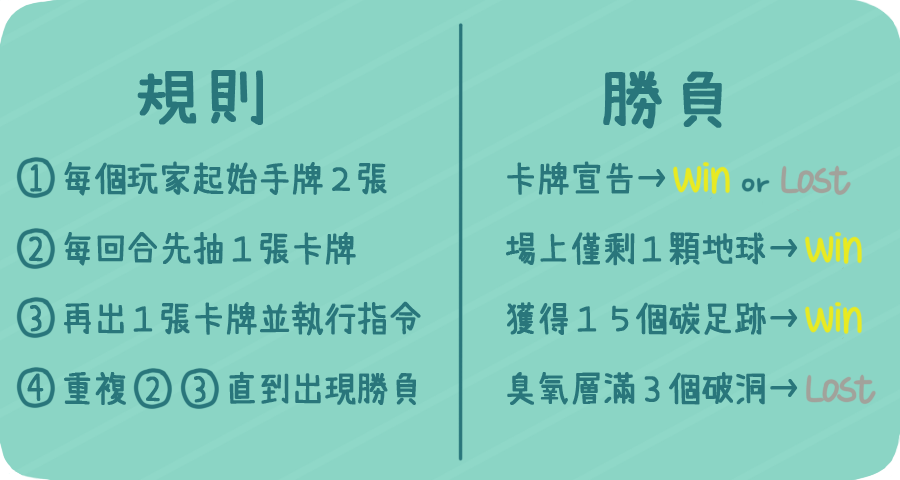 規則
①每個玩家起始手牌2張
②每回合先抽1張卡牌
③再出1張卡牌並執行指令
④重複②③直到出現勝負
勝負
卡牌宣告→win or Lost
場上僅剩1顆地球→win
獲得15個碳足跡→win
臭氧層滿3個破洞→Lost